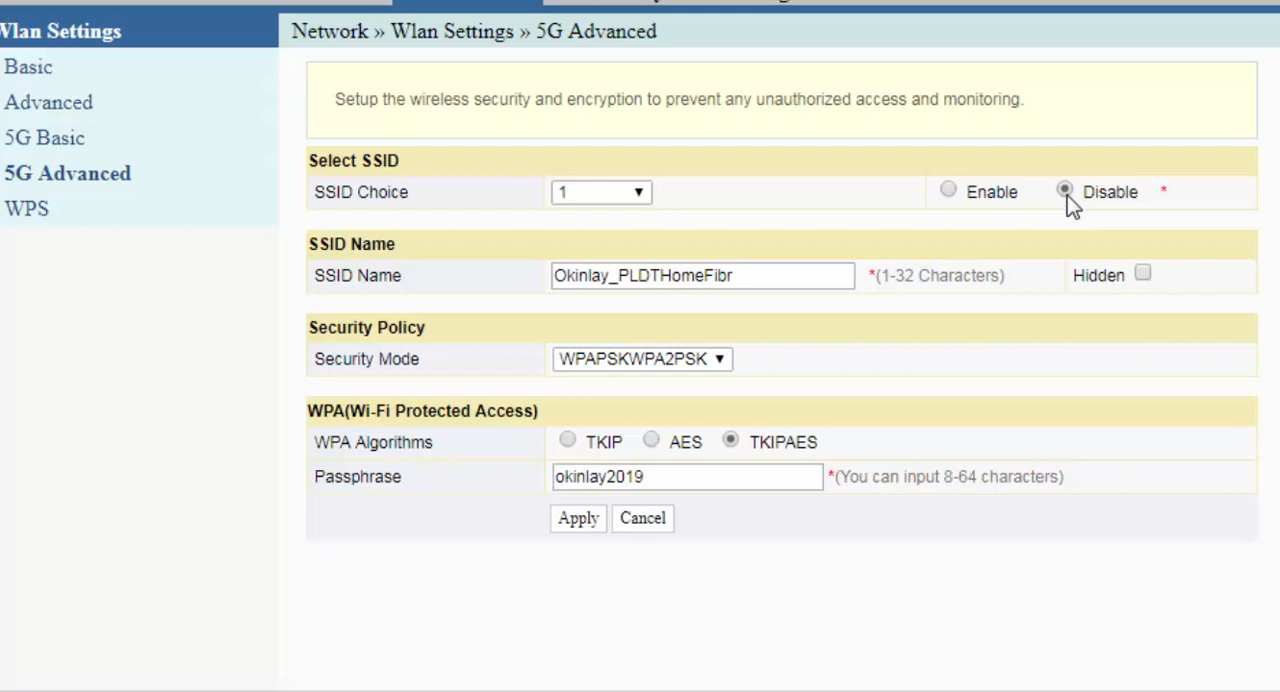 Wlan Settings
Network » Wlan Settings » 5G Advanced
Basic
Advanced
5G Basic
5G Advanced
WPS
Setup the wireless security and encryption to prevent any unauthorized access and monitoring.
Select SSID
SSID Choice 1 Enable Disable *
SSID Name
SSID Name Okinlay_PLDTHomeFibr *(1-32 Characters) Hidden
Security Policy
Security Mode WPAPSKWPA2PSK
WPA(Wi-Fi Protected Access)
WPA Algorithms TKIP AES TKIPAES
Passphrase okinlay2019 *(You can input 8-64 characters)
Apply Cancel